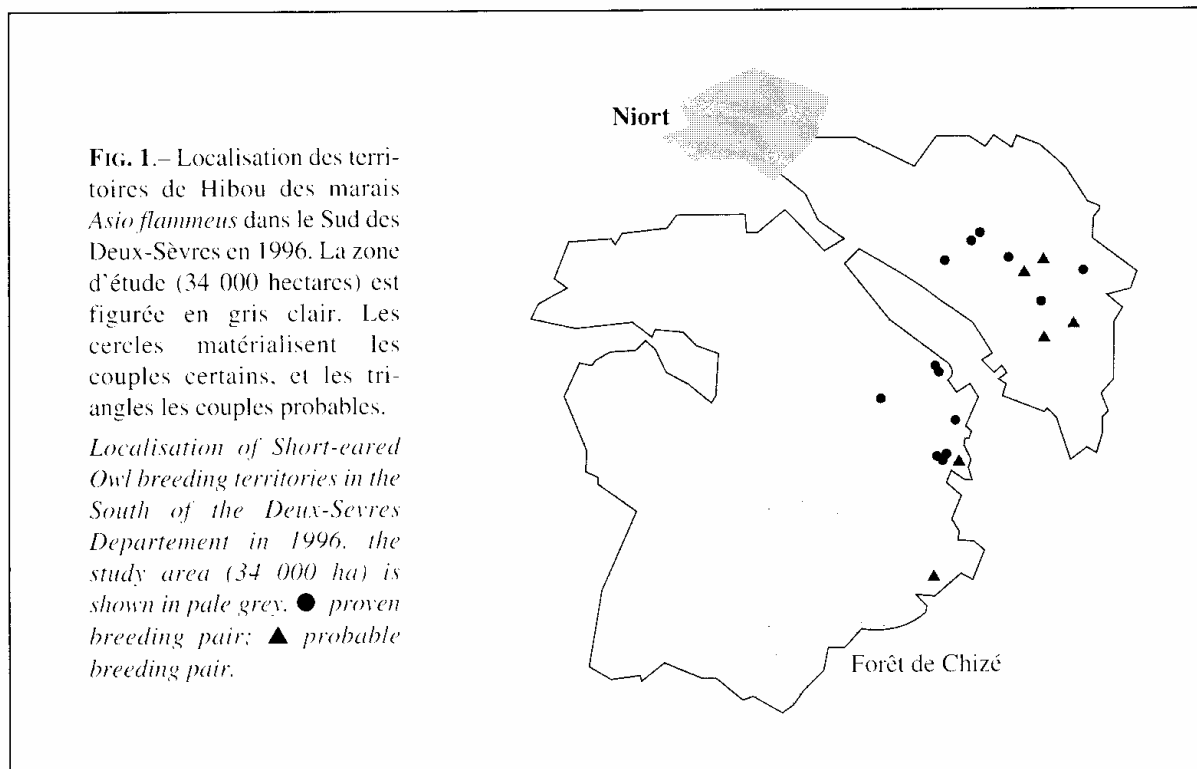 Niort
FIG. 1.– Localisation des terri-
toires de Hibou des marais
Asio flammeus dans le Sud des
Deux-Sèvres en 1996. La zone
d'étude (34 000 hectares) est
figurée en gris clair. Les
cercles matérialisent les
couples certains, et les tri-
angles les couples probables.
Localisation of Short-eared
Owl breeding territories in the
South of the Deux-Sevres
Departement in 1996. the
study area (34 000 ha) is
shown in pale grey. ● proven
breeding pair; ▲ probable
breeding pair.
Forêt de Chizé